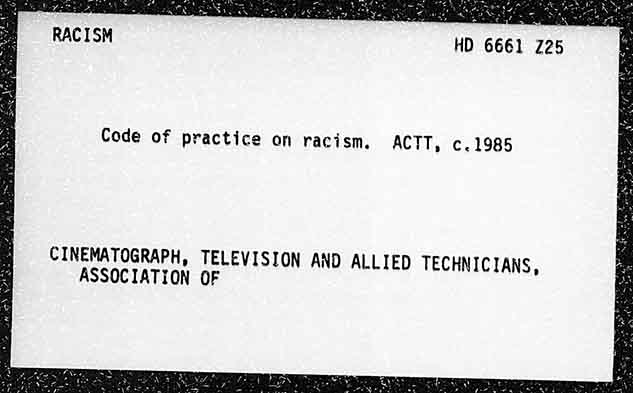 RACISM
HD 6661 Z25
Code of practice on racism. ACTT, c.1985
CINEMATOGRAPH, TELEVISION AND ALLIED TECHNICIANS,
ASSOCIATION OF